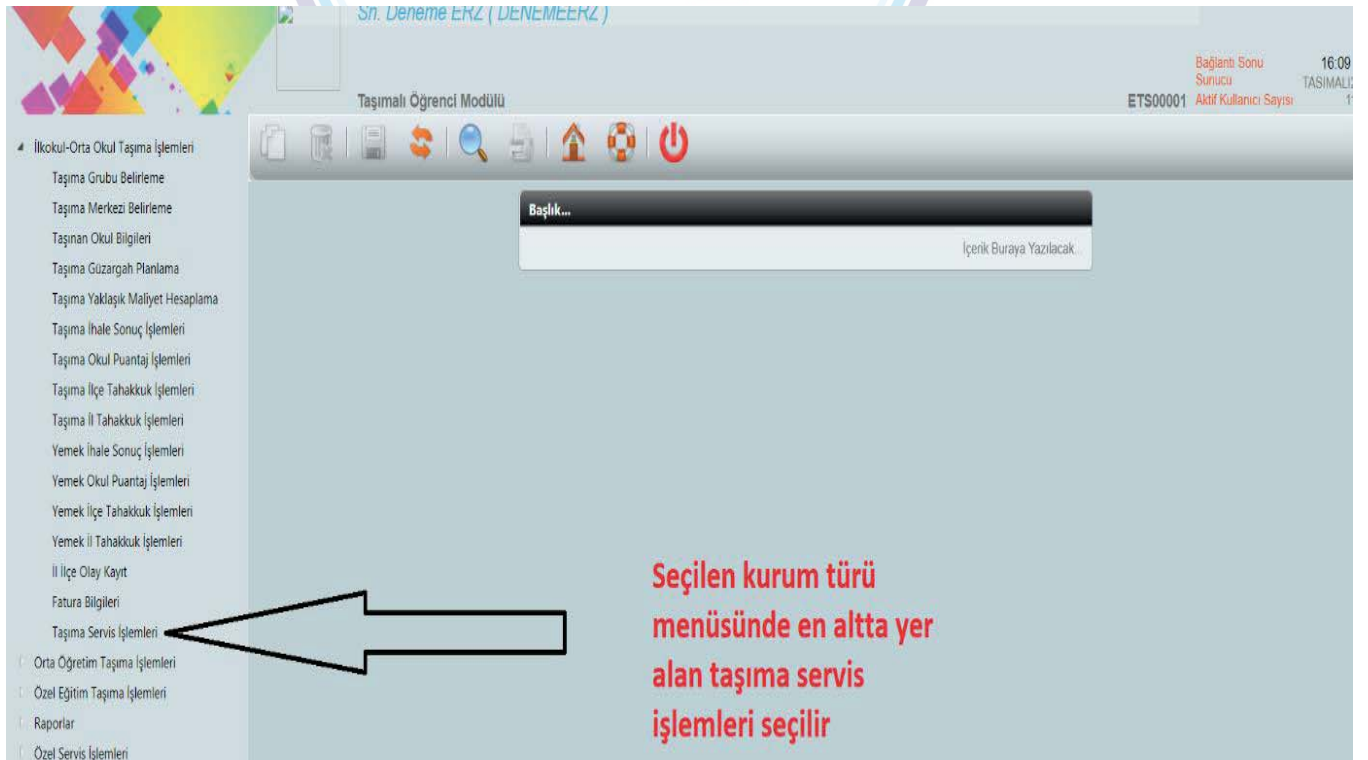 Sn. Deneme ERZ ( DENEMEERZ )
Bağlantı Sonu 16:09
Sunucu TASIMALI
Taşımalı Öğrenci Modülü ETS00001 Aktif Kullanıcı Sayısı
İlkokul-Orta Okul Taşıma İşlemleri
Taşıma Grubu Belirleme
Taşıma Merkezi Belirleme
Taşınan Okul Bilgileri
Taşıma Güzargah Planlama
Taşıma Yaklaşık Maliyet Hesaplama
Taşıma İhale Sonuç İşlemleri
Taşıma Okul Puantaj İşlemleri
Taşıma İlçe Tahakkuk İşlemleri
Taşıma İl Tahakkuk İşlemleri
Yemek İhale Sonuç İşlemleri
Yemek Okul Puantaj İşlemleri
Yemek İlçe Tahakkuk İşlemleri
Yemek İl Tahakkuk İşlemleri
İl İlçe Olay Kayıt
Fatura Bilgileri
Taşıma Servis İşlemleri
Orta Öğretim Taşıma İşlemleri
Özel Eğitim Taşıma İşlemleri
Raporlar
Özel Servis İşlemleri
Başlık...
İçerik Buraya Yazılacak...
Seçilen kurum türü
menüsünde en altta yer
alan taşıma servis
işlemleri seçilir